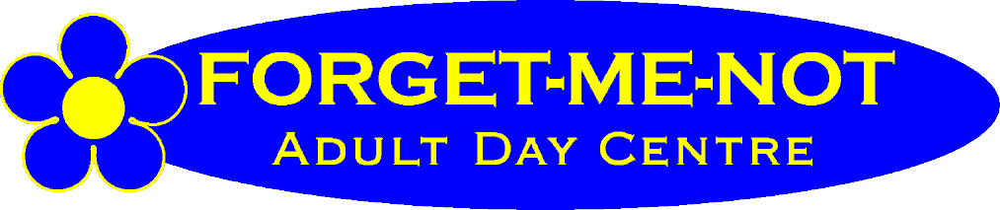 FORGET-ME-NOT
ADULT DAY CENTRE